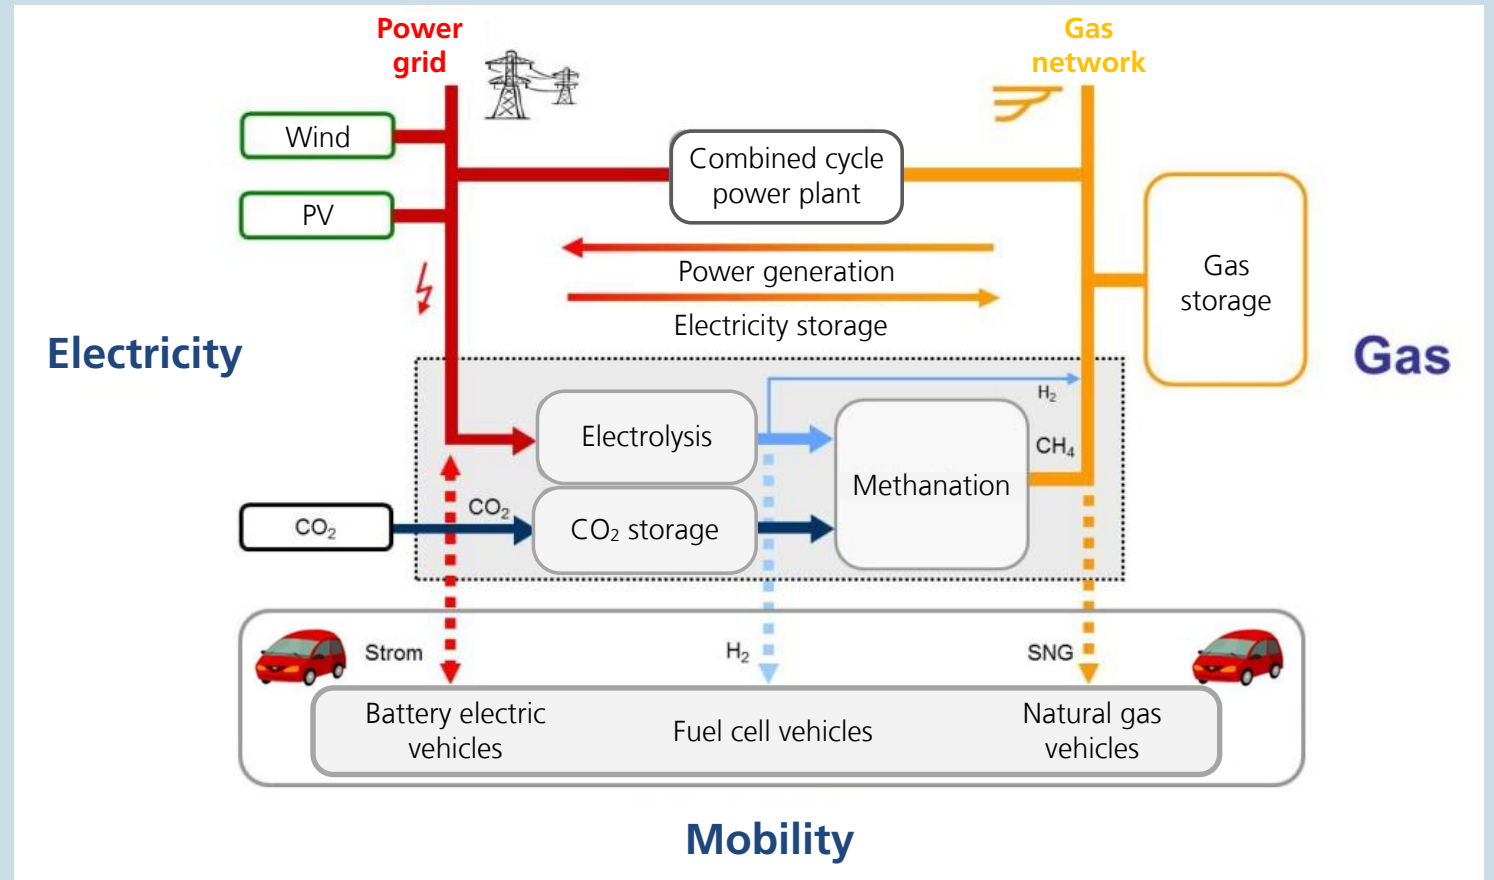 Power
grid
Gas
network
Wind
Combined cycle
power plant
PV
Gas
storage
Power generation
Electricity storage
Electricity
Gas
H₂
Electrolysis
CH₄
Methanation
CO₂
CO₂
CO₂ storage
Strom
H₂
SNG
Battery electric
vehicles
Fuel cell vehicles
Natural gas
vehicles
Mobility